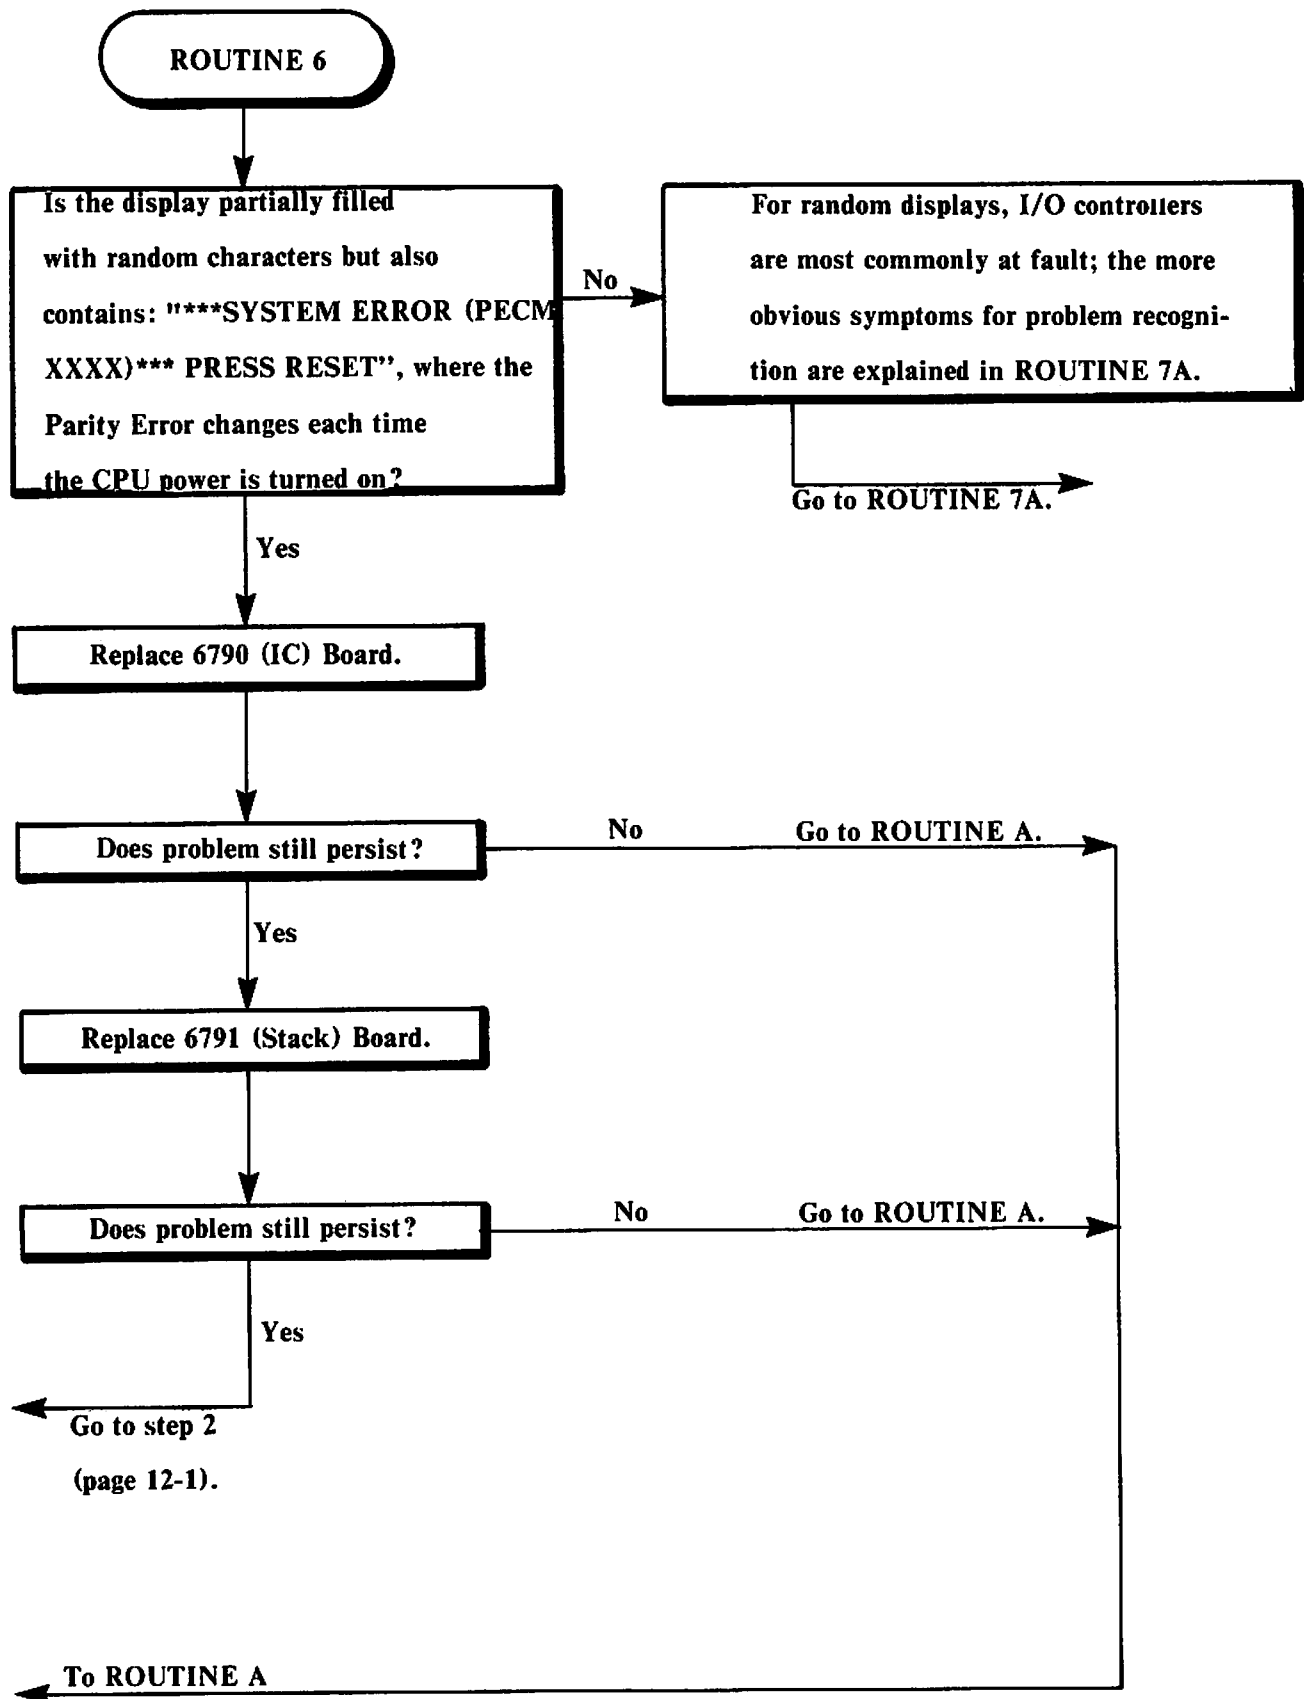 ROUTINE 6
Is the display partially filled
with random characters but also
contains: "***SYSTEM ERROR (PECM
XXXX)*** PRESS RESET”, where the
Parity Error changes each time
the CPU power is turned on?
No
For random displays, I/O controllers
are most commonly at fault; the more
obvious symptoms for problem recogni-
tion are explained in ROUTINE 7A.
Go to ROUTINE 7A.
Yes
Replace 6790 (IC) Board.
Does problem still persist?
No
Go to ROUTINE A.
Yes
Replace 6791 (Stack) Board.
Does problem still persist?
No
Go to ROUTINE A.
Yes
Go to step 2
(page 12-1).
To ROUTINE A